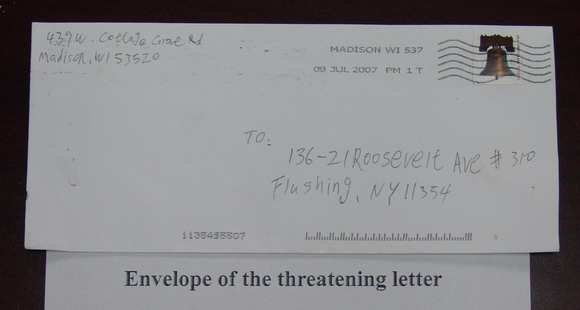 439 W. Cottage Grove Rd
Madison, WI 53520
MADISON WI 537
09 JUL 2007 PM 1 T
TO:
136-21 Roosevelt Ave # 310
Flushing, NY 11354
Envelope of the threatening letter